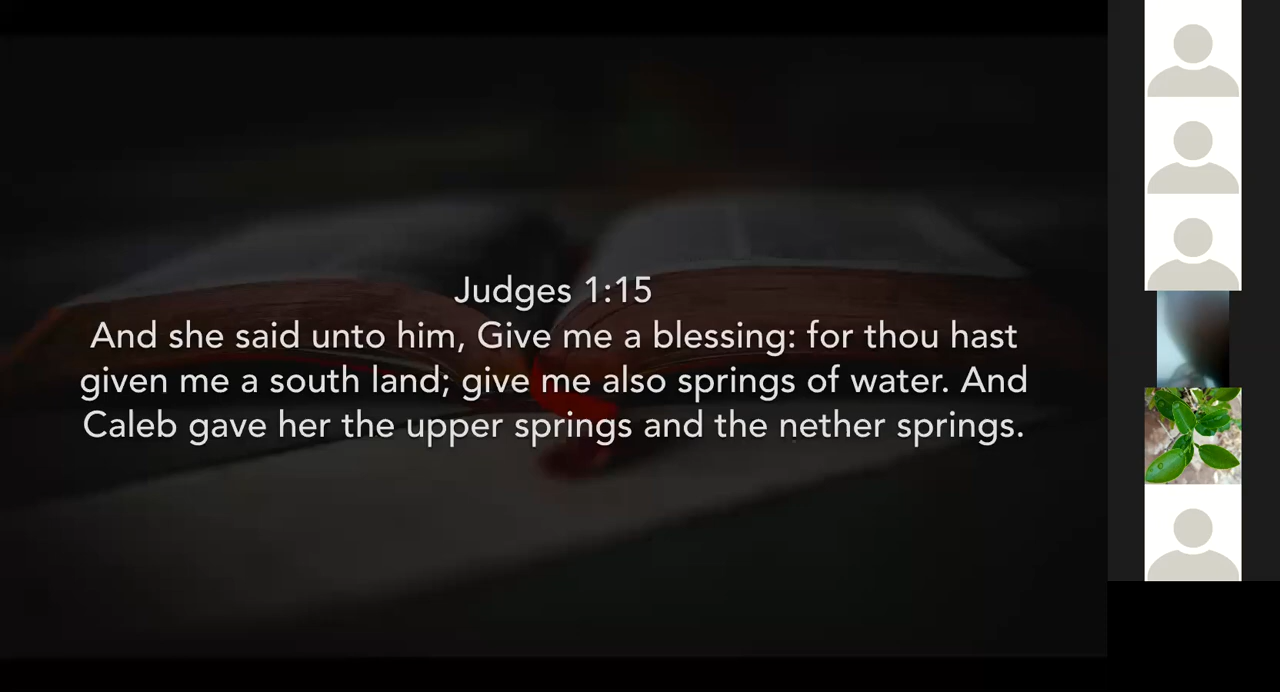 Judges 1:15
And she said unto him, Give me a blessing: for thou hast
given me a south land; give me also springs of water. And
Caleb gave her the upper springs and the nether springs.